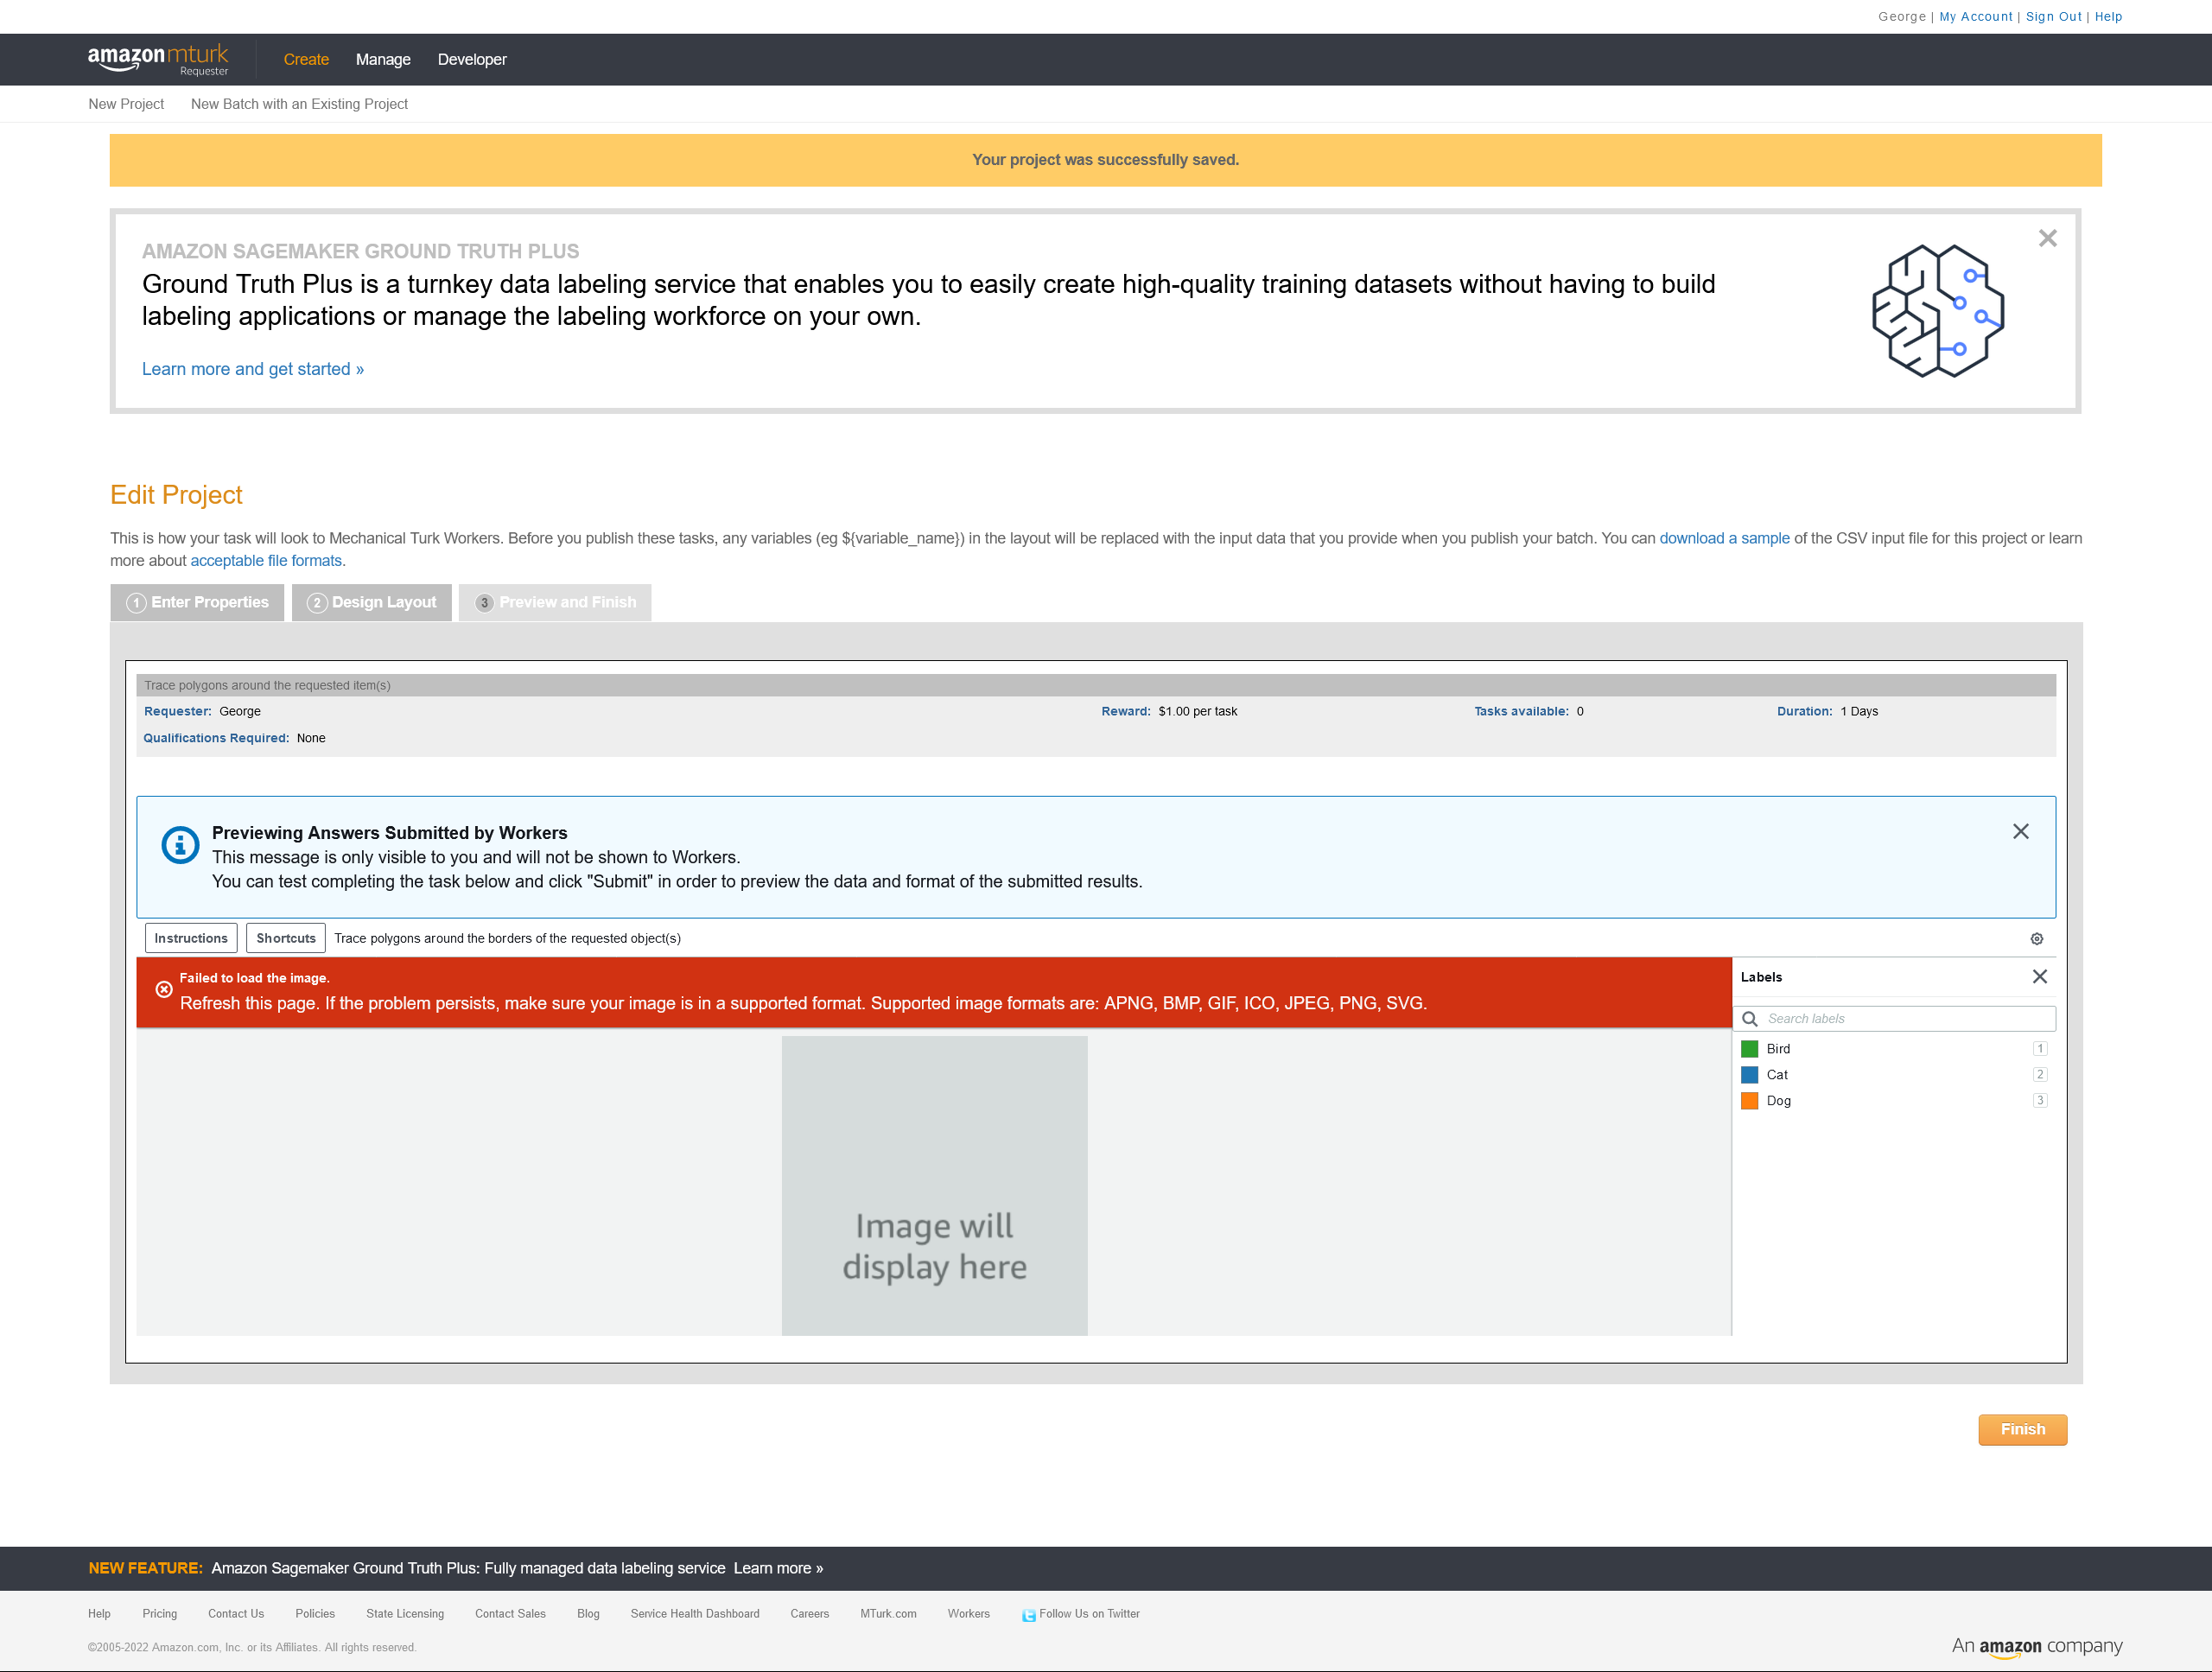 George | My Account | Sign Out | Help
amazon mturk
Requester
Create Manage Developer
New Project New Batch with an Existing Project
Your project was successfully saved.
AMAZON SAGEMAKER GROUND TRUTH PLUS
Ground Truth Plus is a turnkey data labeling service that enables you to easily create high-quality training datasets without having to build
labeling applications or manage the labeling workforce on your own.
Learn more and get started »
Edit Project
This is how your task will look to Mechanical Turk Workers. Before you publish these tasks, any variables (eg ${variable_name}) in the layout will be replaced with the input data that you provide when you publish your batch. You can download a sample of the CSV input file for this project or learn
more about acceptable file formats.
1 Enter Properties 2 Design Layout 3 Preview and Finish
Trace polygons around the requested item(s)
Requester: George Reward: $1.00 per task Tasks available: 0 Duration: 1 Days
Qualifications Required: None
Previewing Answers Submitted by Workers
This message is only visible to you and will not be shown to Workers.
You can test completing the task below and click "Submit" in order to preview the data and format of the submitted results.
Instructions Shortcuts Trace polygons around the borders of the requested object(s)
Failed to load the image.
Refresh this page. If the problem persists, make sure your image is in a supported format. Supported image formats are: APNG, BMP, GIF, ICO, JPEG, PNG, SVG.
Labels
Search labels
Bird 1
Cat 2
Dog 3
Image will
display here
Finish
NEW FEATURE: Amazon Sagemaker Ground Truth Plus: Fully managed data labeling service Learn more »
Help Pricing Contact Us Policies State Licensing Contact Sales Blog Service Health Dashboard Careers MTurk.com Workers Follow Us on Twitter
©2005-2022 Amazon.com, Inc. or its Affiliates. All rights reserved.
An amazon company